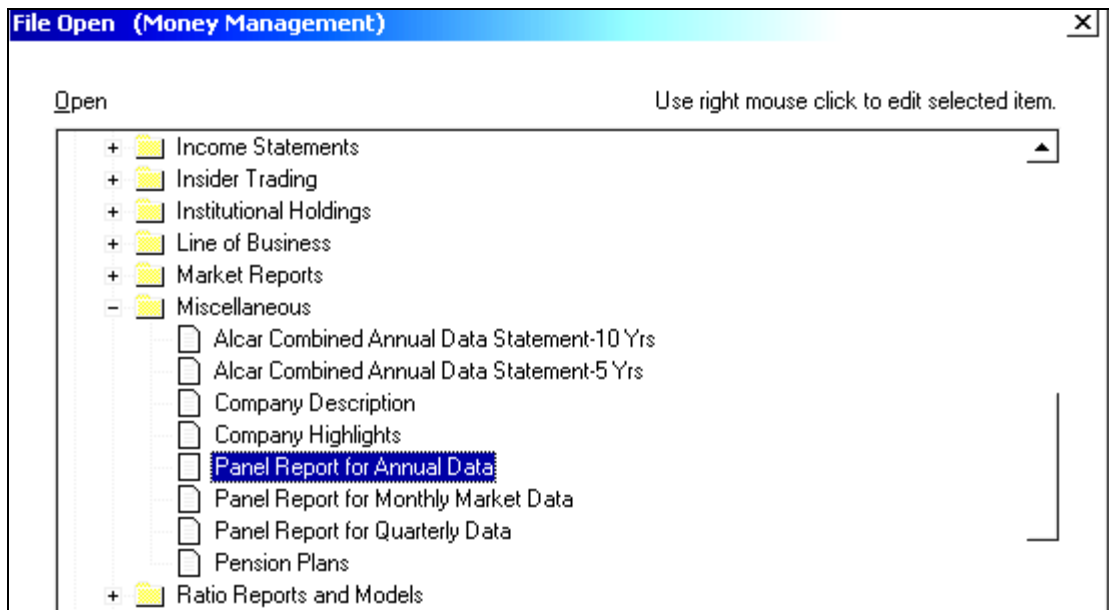 File Open (Money Management)
Open Use right mouse click to edit selected item.
Income Statements
Insider Trading
Institutional Holdings
Line of Business
Market Reports
Miscellaneous
Alcar Combined Annual Data Statement-10 Yrs
Alcar Combined Annual Data Statement-5 Yrs
Company Description
Company Highlights
Panel Report for Annual Data
Panel Report for Monthly Market Data
Panel Report for Quarterly Data
Pension Plans
Ratio Reports and Models